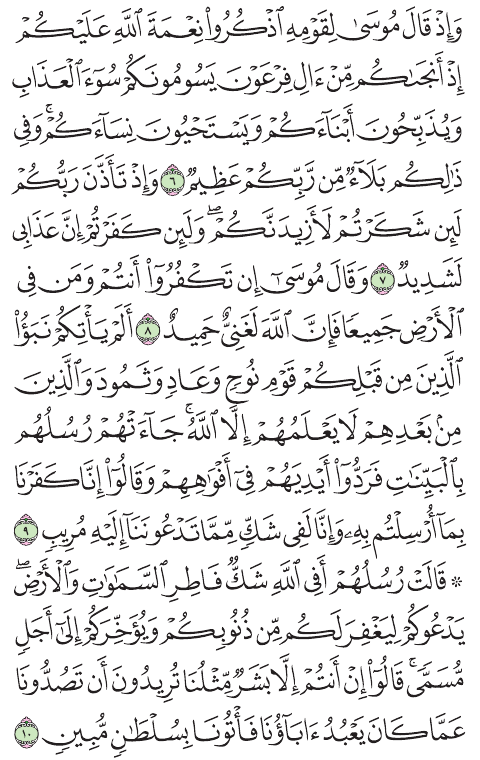 وَإِذْ قَالَ مُوسَىٰ لِقَوْمِهِ ٱذْكُرُوا۟ نِعْمَةَ ٱللَّهِ عَلَيْكُمْ
إِذْ أَنجَىٰكُم مِّنْ ءَالِ فِرْعَوْنَ يَسُومُونَكُمْ سُوٓءَ ٱلْعَذَابِ
وَيُذَبِّحُونَ أَبْنَآءَكُمْ وَيَسْتَحْيُونَ نِسَآءَكُمْ ۚ وَفِى
ذَٰلِكُم بَلَآءٌ مِّن رَّبِّكُمْ عَظِيمٌ ٦ وَإِذْ تَأَذَّنَ رَبُّكُمْ
لَئِن شَكَرْتُمْ لَأَزِيدَنَّكُمْ ۖ وَلَئِن كَفَرْتُمْ إِنَّ عَذَابِى
لَشَدِيدٌ ٧ وَقَالَ مُوسَىٰٓ إِن تَكْفُرُوٓا۟ أَنتُمْ وَمَن فِى
ٱلْأَرْضِ جَمِيعًا فَإِنَّ ٱللَّهَ لَغَنِىٌّ حَمِيدٌ ٨ أَلَمْ يَأْتِكُمْ نَبَؤُا۟
ٱلَّذِينَ مِن قَبْلِكُمْ قَوْمِ نُوحٍ وَعَادٍ وَثَمُودَ وَٱلَّذِينَ
مِنۢ بَعْدِهِمْ لَا يَعْلَمُهُمْ إِلَّا ٱللَّهُ ۚ جَآءَتْهُمْ رُسُلُهُم
بِٱلْبَيِّنَٰتِ فَرَدُّوٓا۟ أَيْدِيَهُمْ فِىٓ أَفْوَٰهِهِمْ وَقَالُوٓا۟ إِنَّا كَفَرْنَا
بِمَآ أُرْسِلْتُم بِهِۦ وَإِنَّا لَفِى شَكٍّ مِّمَّا تَدْعُونَنَآ إِلَيْهِ مُرِيبٍ ٩
* قَالَتْ رُسُلُهُمْ أَفِى ٱللَّهِ شَكٌّ فَاطِرِ ٱلسَّمَٰوَٰتِ وَٱلْأَرْضِ ۖ
يَدْعُوكُمْ لِيَغْفِرَ لَكُم مِّن ذُنُوبِكُمْ وَيُؤَخِّرَكُمْ إِلَىٰٓ أَجَلٍ
مُّسَمًّى ۚ قَالُوٓا۟ إِنْ أَنتُمْ إِلَّا بَشَرٌ مِّثْلُنَا تُرِيدُونَ أَن تَصُدُّونَا
عَمَّا كَانَ يَعْبُدُ ءَابَآؤُنَا فَأْتُونَا بِسُلْطَٰنٍ مُّبِينٍ ١٠